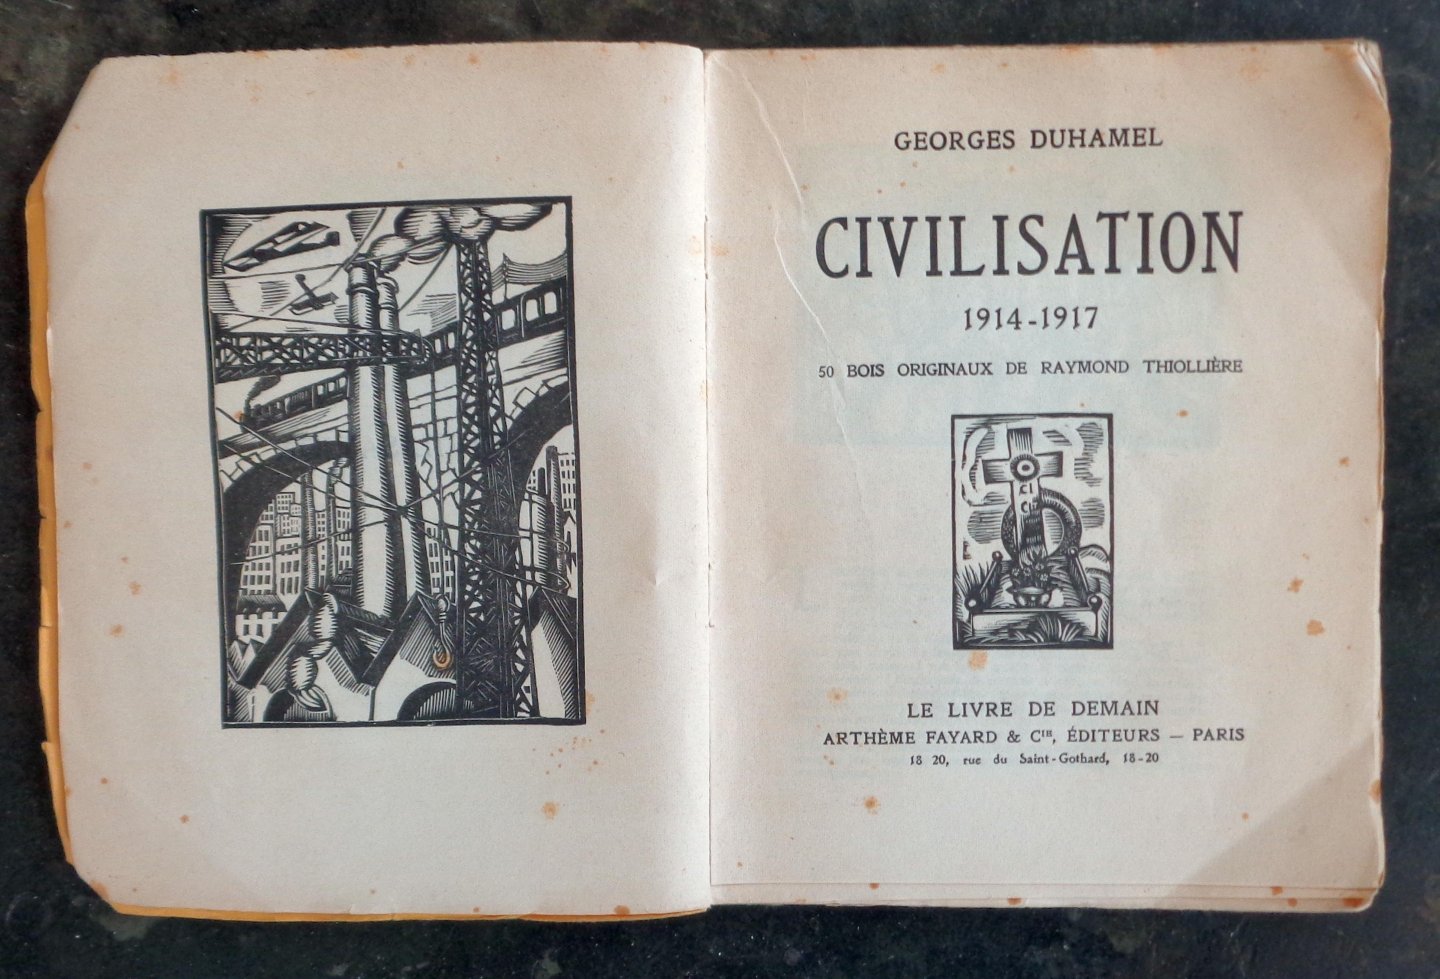 GEORGES DUHAMEL
CIVILISATION
1914-1917
50 BOIS ORIGINAUX DE RAYMOND THIOLLIÈRE
LE LIVRE DE DEMAIN
ARTHÈME FAYARD & Cie, ÉDITEURS — PARIS
18 20, rue du Saint-Gothard, 18-20